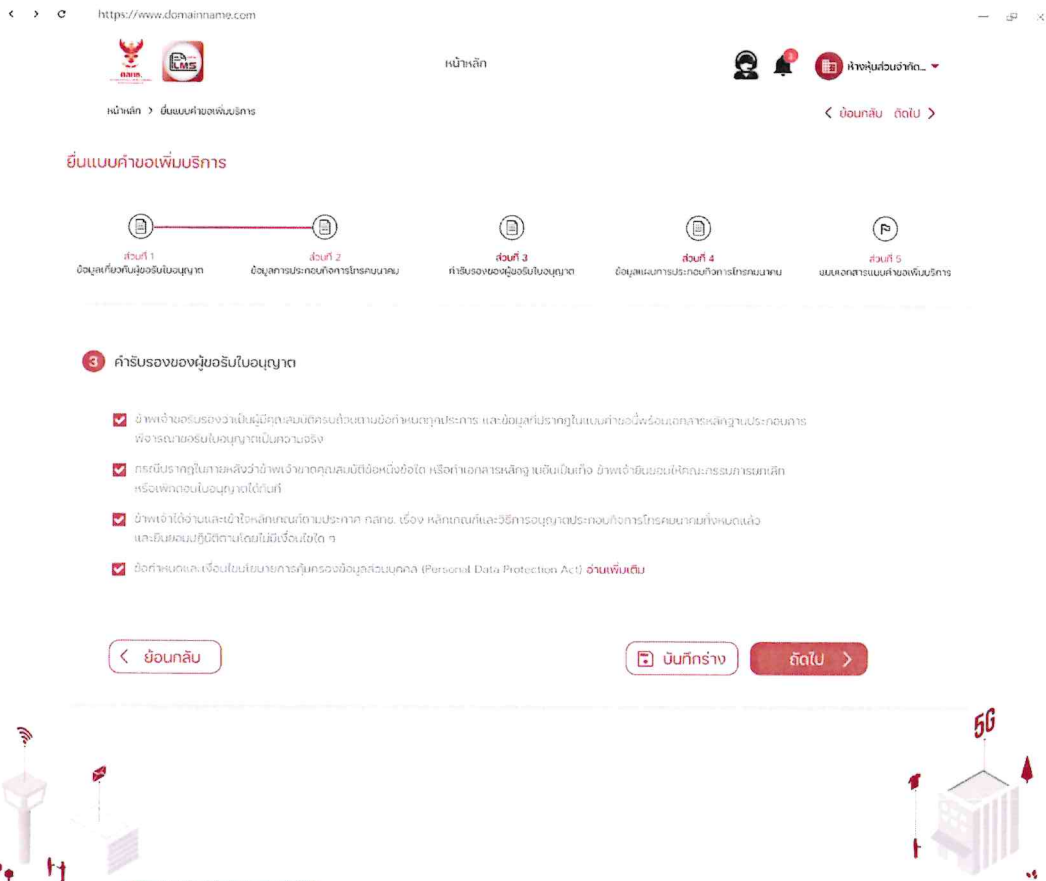 https://www.domainname.com
กสทช.
LMS
หน้าหลัก
3
ห้างหุ้นส่วนจำกัด...
หน้าหลัก > ยื่นแบบคำขอเพิ่มบริการ
< ย้อนกลับ ถัดไป >
ยื่นแบบคำขอเพิ่มบริการ
ส่วนที่ 1
ข้อมูลเกี่ยวกับผู้ขอรับใบอนุญาต
ส่วนที่ 2
ข้อมูลการประกอบกิจการโทรคมนาคม
ส่วนที่ 3
คำรับรองของผู้ขอรับใบอนุญาต
ส่วนที่ 4
ข้อมูลแผนการประกอบกิจการโทรคมนาคม
ส่วนที่ 5
แนบเอกสารแบบคำขอเพิ่มบริการ
3 คำรับรองของผู้ขอรับใบอนุญาต
ข้าพเจ้าขอรับรองว่าเป็นผู้มีคุณสมบัติครบถ้วนตามข้อกำหนดทุกประการ และข้อมูลที่ปรากฏในแบบคำขอนี้พร้อมเอกสารหลักฐานประกอบการ
พิจารณาขอรับใบอนุญาตเป็นความจริง
กรณีปรากฏในภายหลังว่าข้าพเจ้าขาดคุณสมบัติข้อหนึ่งข้อใด หรือทำเอกสารหลักฐานอันเป็นเท็จ ข้าพเจ้ายินยอมให้คณะกรรมการยกเลิก
หรือเพิกถอนใบอนุญาตได้ทันที
ข้าพเจ้าได้อ่านและเข้าใจหลักเกณฑ์ตามประกาศ กสทช. เรื่อง หลักเกณฑ์และวิธีการอนุญาตประกอบกิจการโทรคมนาคมทั้งหมดแล้ว
และยินยอมปฏิบัติตามโดยไม่มีเงื่อนไขใด ๆ
ข้อกำหนดและเงื่อนไขนโยบายการคุ้มครองข้อมูลส่วนบุคคล (Personal Data Protection Act) อ่านเพิ่มเติม
< ย้อนกลับ
บันทึกร่าง
ถัดไป >
5G